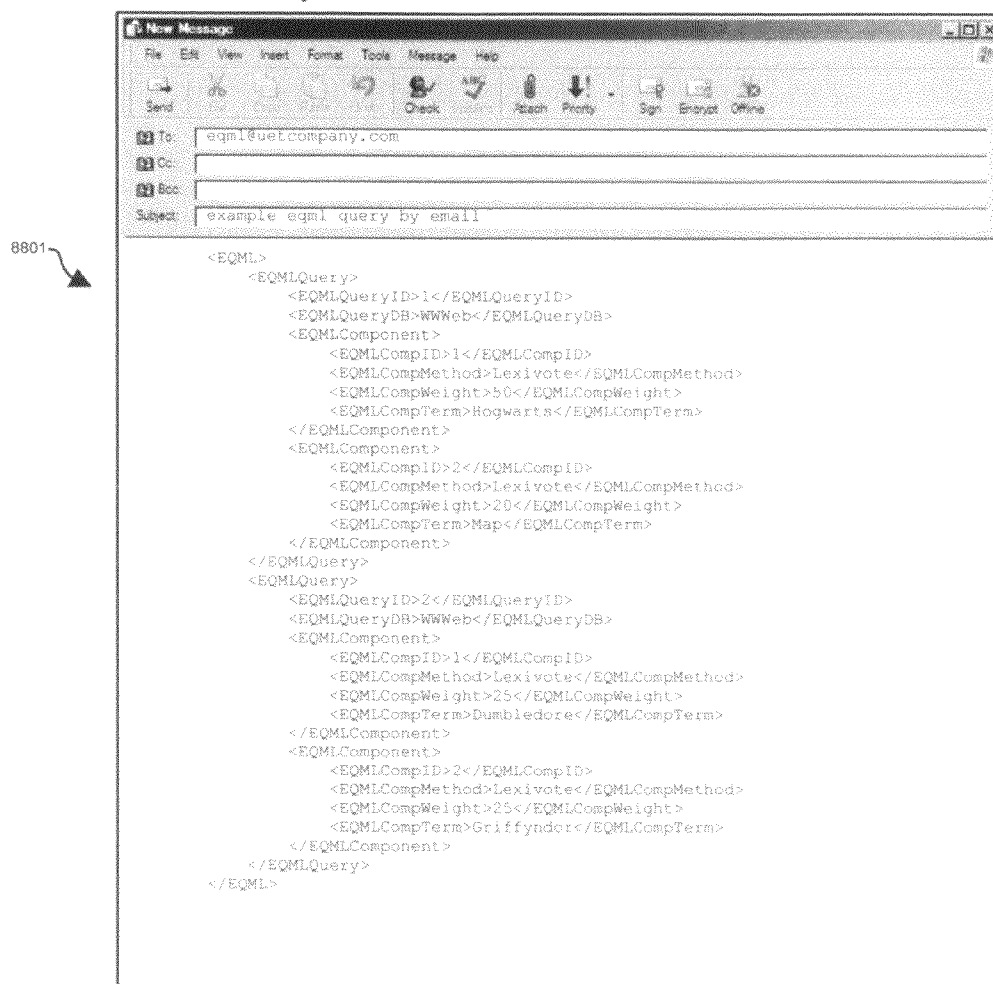 New Message
File Edit View Insert Format Tools Message Help
Send Check Attach Priority Sign Encrypt Offline
To: eqml@uetcompany.com
Cc:
Bcc:
Subject: example eqml query by email
8801
<EQML>
<EQMLQuery>
<EQMLQueryID>1</EQMLQueryID>
<EQMLQueryDB>WWWeb</EQMLQueryDB>
<EQMLComponent>
<EQMLCompID>1</EQMLCompID>
<EQMLCompMethod>Lexivote</EQMLCompMethod>
<EQMLCompWeight>50</EQMLCompWeight>
<EQMLCompTerm>Hogwarts</EQMLCompTerm>
</EQMLComponent>
<EQMLComponent>
<EQMLCompID>2</EQMLCompID>
<EQMLCompMethod>Lexivote</EQMLCompMethod>
<EQMLCompWeight>20</EQMLCompWeight>
<EQMLCompTerm>Map</EQMLCompTerm>
</EQMLComponent>
</EQMLQuery>
<EQMLQuery>
<EQMLQueryID>2</EQMLQueryID>
<EQMLQueryDB>WWWeb</EQMLQueryDB>
<EQMLComponent>
<EQMLCompID>1</EQMLCompID>
<EQMLCompMethod>Lexivote</EQMLCompMethod>
<EQMLCompWeight>25</EQMLCompWeight>
<EQMLCompTerm>Dumbledore</EQMLCompTerm>
</EQMLComponent>
<EQMLComponent>
<EQMLCompID>2</EQMLCompID>
<EQMLCompMethod>Lexivote</EQMLCompMethod>
<EQMLCompWeight>25</EQMLCompWeight>
<EQMLCompTerm>Griffyndor</EQMLCompTerm>
</EQMLComponent>
</EQMLQuery>
</EQML>